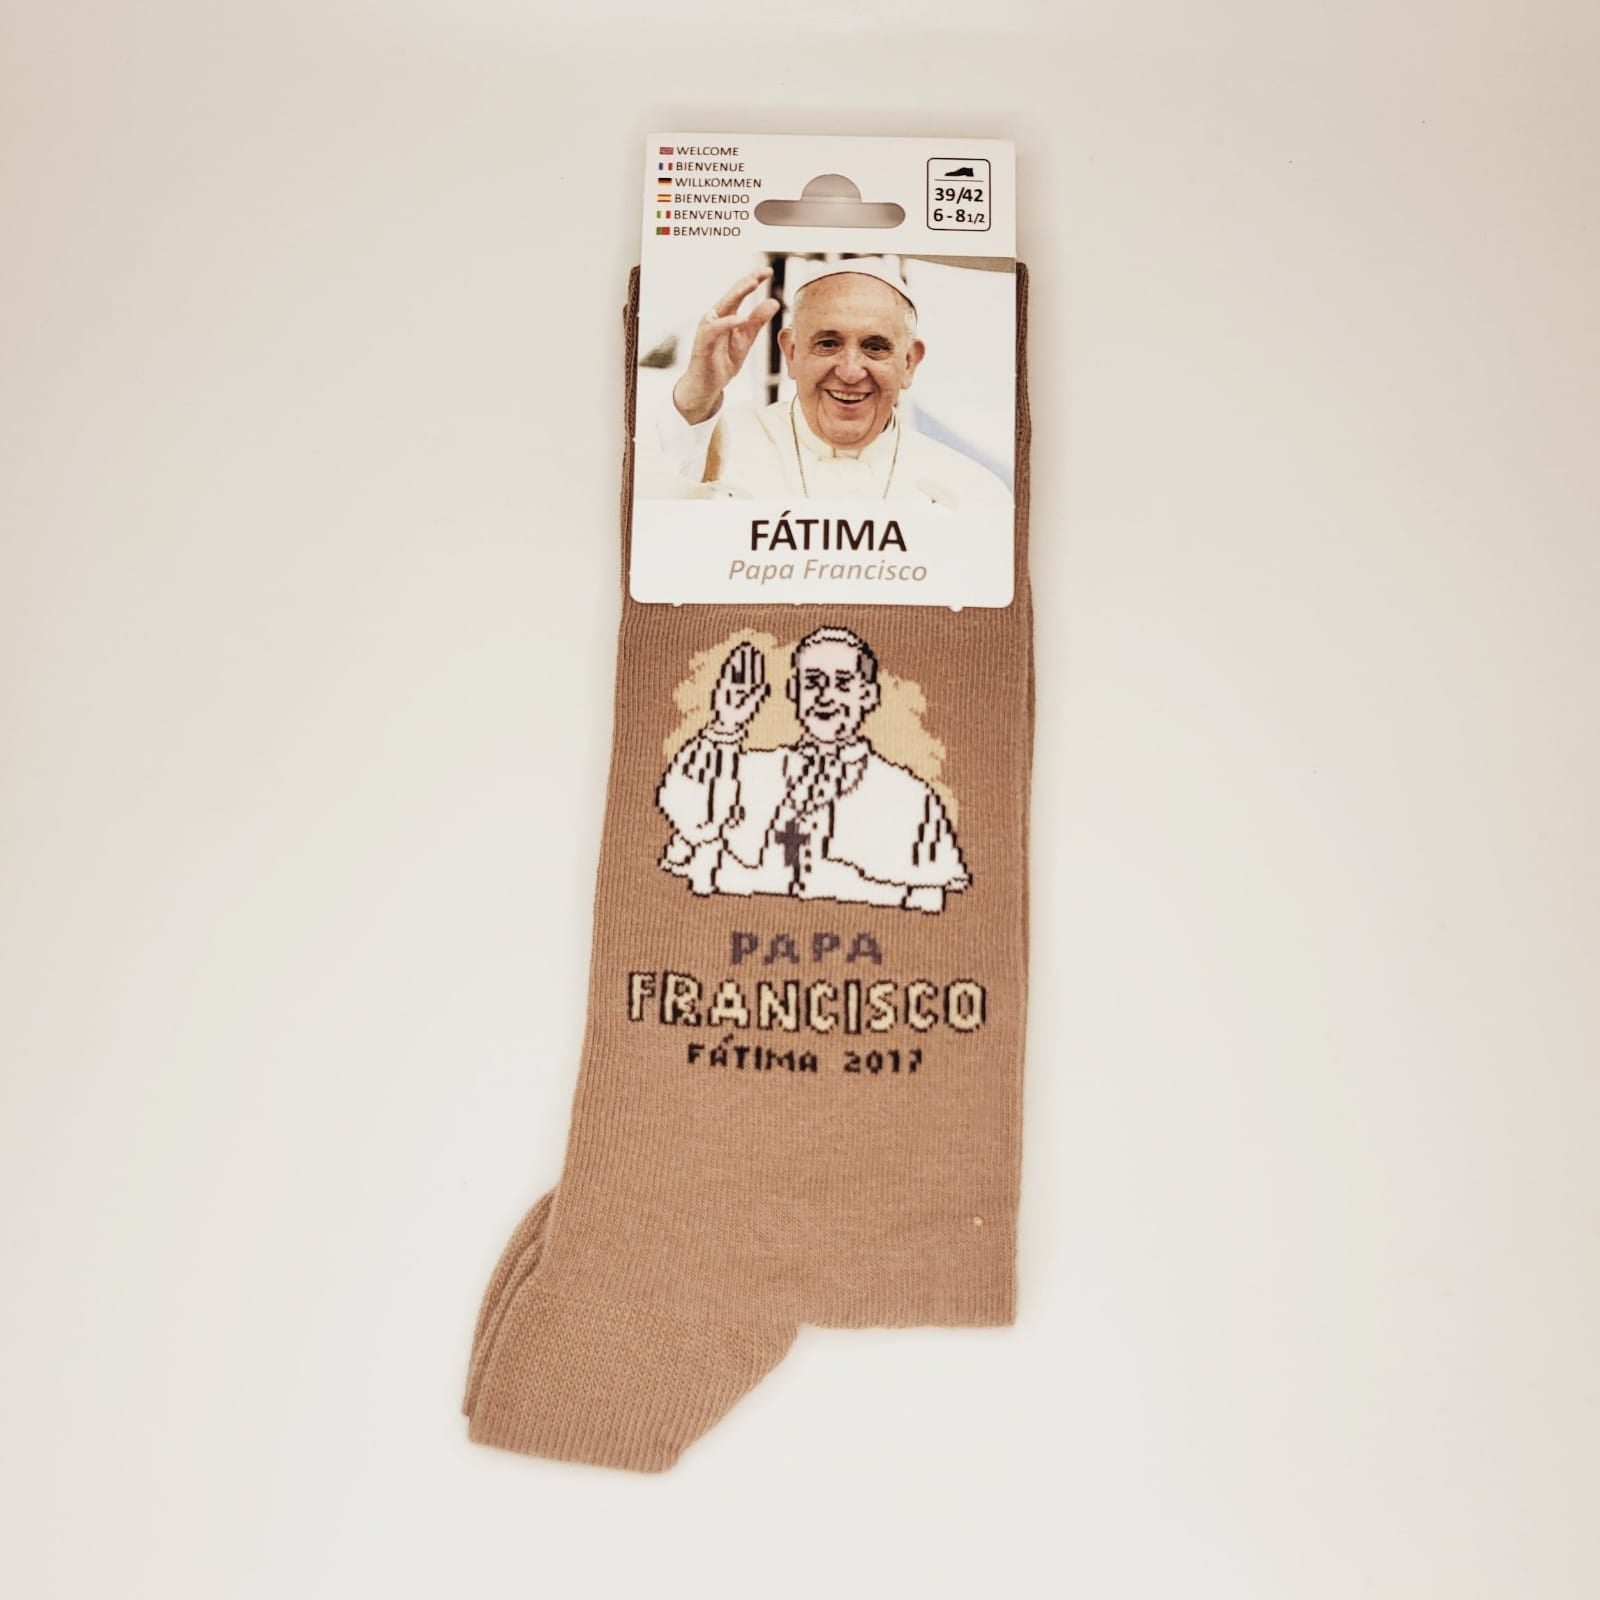 WELCOME
BIENVENUE
WILLKOMMEN
BIENVENIDO
BENVENUTO
BEMVINDO
39/42
6-8 1/2
FÁTIMA
Papa Francisco
PAPA
FRANCISCO
FÁTIMA 2017